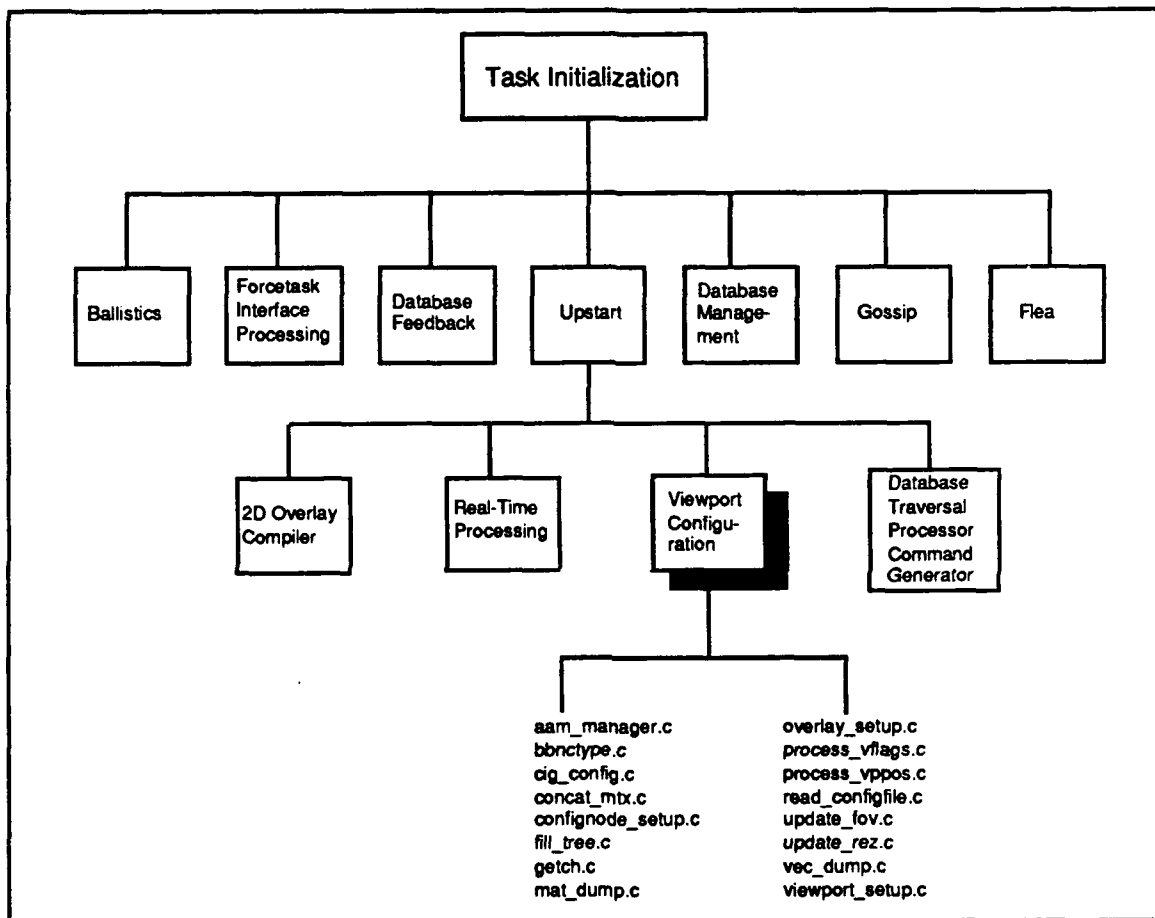 Task Initialization
Ballistics
Forcetask
Interface
Processing
Database
Feedback
Upstart
Database
Manage-
ment
Gossip
Flea
2D Overlay
Compiler
Real-Time
Processing
Viewport
Configu-
ration
Database
Traversal
Processor
Command
Generator
aam_manager.c
bbnctype.c
cig_config.c
concat_mtx.c
confignode_setup.c
fill_tree.c
getch.c
mat_dump.c
overlay_setup.c
process_vflags.c
process_vppos.c
read_configfile.c
update_fov.c
update_rez.c
vec_dump.c
viewport_setup.c